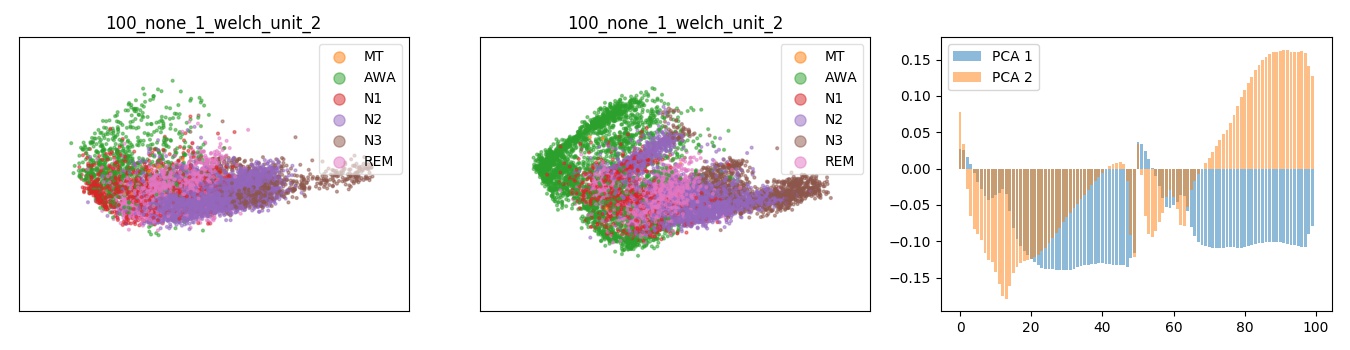 100_none_1_welch_unit_2
MT
AWA
N1
N2
N3
REM
100_none_1_welch_unit_2
MT
AWA
N1
N2
N3
REM
PCA 1
PCA 2
0.15
0.10
0.05
0.00
−0.05
−0.10
−0.15
0 20 40 60 80 100